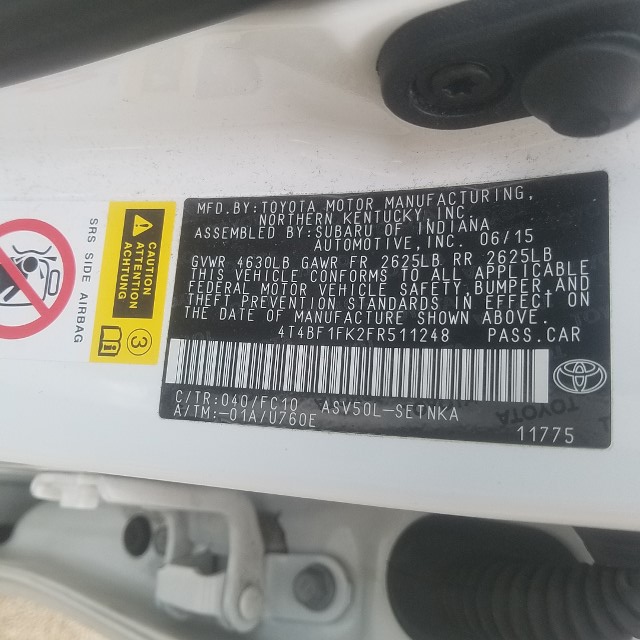 MFD.BY:TOYOTA MOTOR MANUFACTURING,
NORTHERN KENTUCKY, INC.
ASSEMBLED BY:SUBARU OF INDIANA
AUTOMOTIVE,INC. 06/15
GVWR 4630LB GAWR FR 2625LB RR 2625LB
THIS VEHICLE CONFORMS TO ALL APPLICABLE
FEDERAL MOTOR VEHICLE SAFETY,BUMPER,AND
THEFT PREVENTION STANDARDS IN EFFECT ON
THE DATE OF MANUFACTURE SHOWN ABOVE.
4T4BF1FK2FR511248 PASS.CAR
C/TR:040/FC10 ASV50L-SETNKA
A/TM:-01A/U760E
TOYOTA
11775
SRS SIDE AIRBAG
CAUTION
ATTENTION
ACHTUNG
3